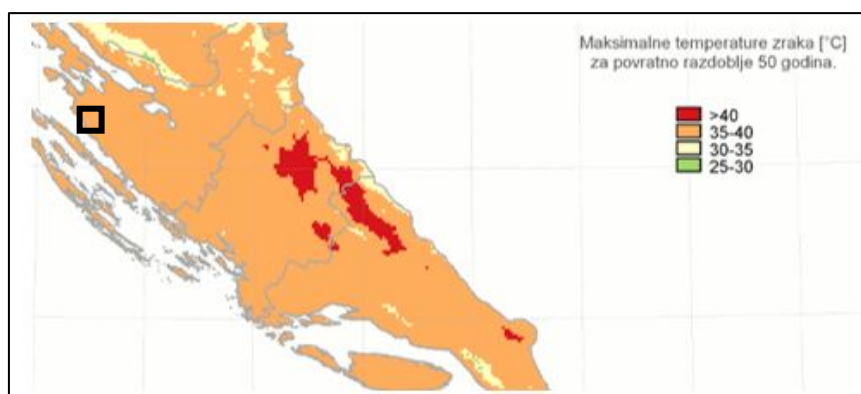 Maksimalne temperature zraka [°C]
za povratno razdoblje 50 godina.
>40
35-40
30-35
25-30